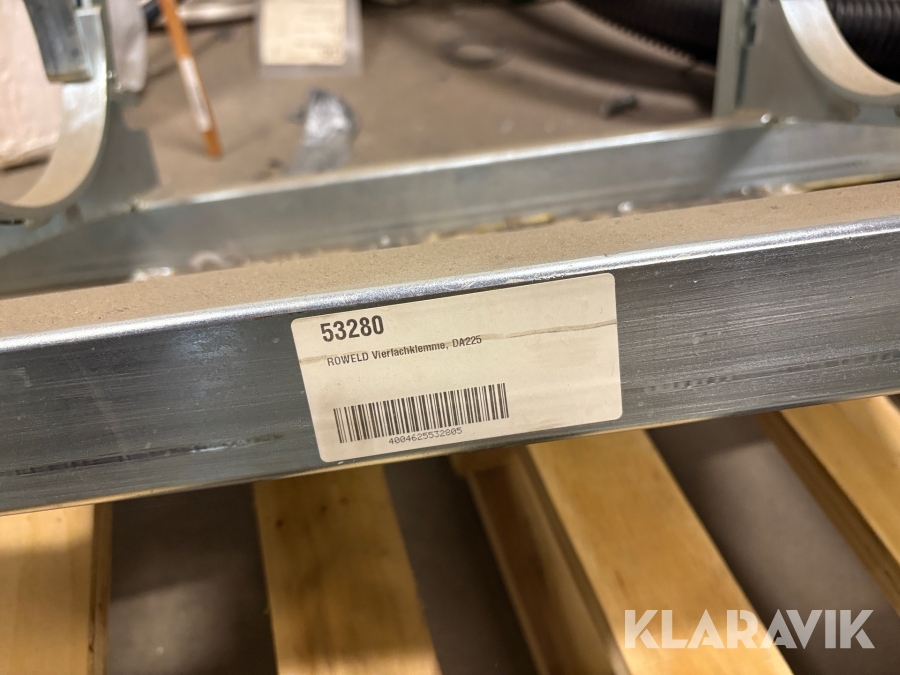 53280
ROWELD Vierfachklemme, DA225
4004625532805
KLARAVIK